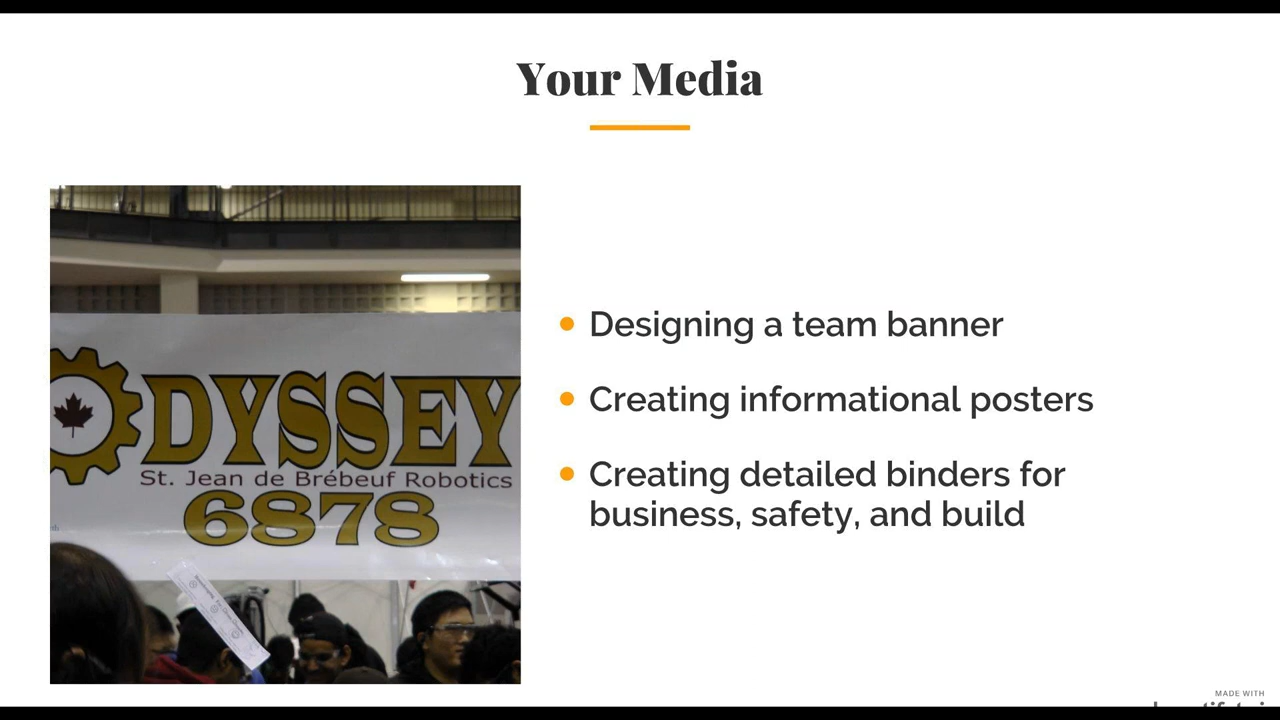 Your Media
DYSSEY
St. Jean de Brébeuf Robotics
6878
Designing a team banner
Creating informational posters
Creating detailed binders for
business, safety, and build
MADE WITH